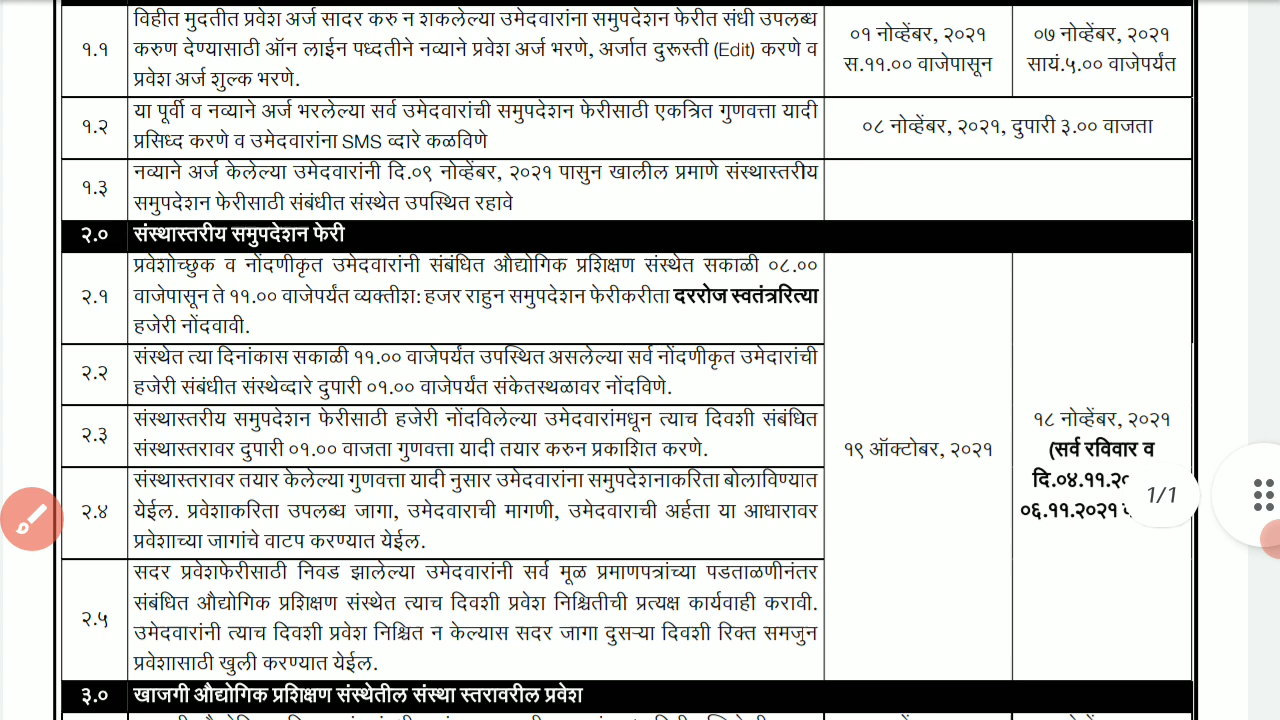 विहीत मुदतीत प्रवेश अर्ज सादर करु न शकलेल्या उमेदवारांना समुपदेशन फेरीत संधी उपलब्ध
१.१ करुण देण्यासाठी ऑन लाईन पध्दतीने नव्याने प्रवेश अर्ज भरणे, अर्जात दुरूस्ती (Edit) करणे व
प्रवेश अर्ज शुल्क भरणे.
०१ नोव्हेंबर, २०२१
स.११.०० वाजेपासून
०७ नोव्हेंबर, २०२१
सायं.५.०० वाजेपर्यंत
१.२ या पूर्वी व नव्याने अर्ज भरलेल्या सर्व उमेदवारांची समुपदेशन फेरीसाठी एकत्रित गुणवत्ता यादी
प्रसिध्द करणे व उमेदवारांना SMS व्दारे कळविणे
०८ नोव्हेंबर, २०२१, दुपारी ३.०० वाजता
१.३ नव्याने अर्ज केलेल्या उमेदवारांनी दि.०९ नोव्हेंबर, २०२१ पासुन खालील प्रमाणे संस्थास्तरीय
समुपदेशन फेरीसाठी संबंधीत संस्थेत उपस्थित रहावे
२.० संस्थास्तरीय समुपदेशन फेरी
प्रवेशोच्छुक व नोंदणीकृत उमेदवारांनी संबंधित औद्योगिक प्रशिक्षण संस्थेत सकाळी ०८.००
२.१ वाजेपासून ते ११.०० वाजेपर्यंत व्यक्तीश: हजर राहुन समुपदेशन फेरीकरीता दररोज स्वतंत्ररित्या
हजेरी नोंदवावी.
२.२ संस्थेत त्या दिनांकास सकाळी ११.०० वाजेपर्यंत उपस्थित असलेल्या सर्व नोंदणीकृत उमेदारांची
हजेरी संबंधीत संस्थेव्दारे दुपारी ०१.०० वाजेपर्यंत संकेतस्थळावर नोंदविणे.
२.३ संस्थास्तरीय समुपदेशन फेरीसाठी हजेरी नोंदविलेल्या उमेदवारांमधून त्याच दिवशी संबंधित
संस्थास्तरावर दुपारी ०१.०० वाजता गुणवत्ता यादी तयार करुन प्रकाशित करणे.
संस्थास्तरावर तयार केलेल्या गुणवत्ता यादी नुसार उमेदवारांना समुपदेशनाकरिता बोलाविण्यात
२.४ येईल. प्रवेशाकरिता उपलब्ध जागा, उमेदवाराची मागणी, उमेदवाराची अर्हता या आधारावर
प्रवेशाच्या जागांचे वाटप करण्यात येईल.
सदर प्रवेशफेरीसाठी निवड झालेल्या उमेदवारांनी सर्व मूळ प्रमाणपत्रांच्या पडताळणीनंतर
२.५ संबंधित औद्योगिक प्रशिक्षण संस्थेत त्याच दिवशी प्रवेश निश्चितीची प्रत्यक्ष कार्यवाही करावी.
उमेदवारांनी त्याच दिवशी प्रवेश निश्चित न केल्यास सदर जागा दुसऱ्या दिवशी रिक्त समजुन
प्रवेशासाठी खुली करण्यात येईल.
१९ ऑक्टोबर, २०२१
१८ नोव्हेंबर, २०२१
(सर्व रविवार व
दि.०४.११.२०
०६.११.२०२१
1/1
३.० खाजगी औद्योगिक प्रशिक्षण संस्थेतील संस्था स्तरावरील प्रवेश